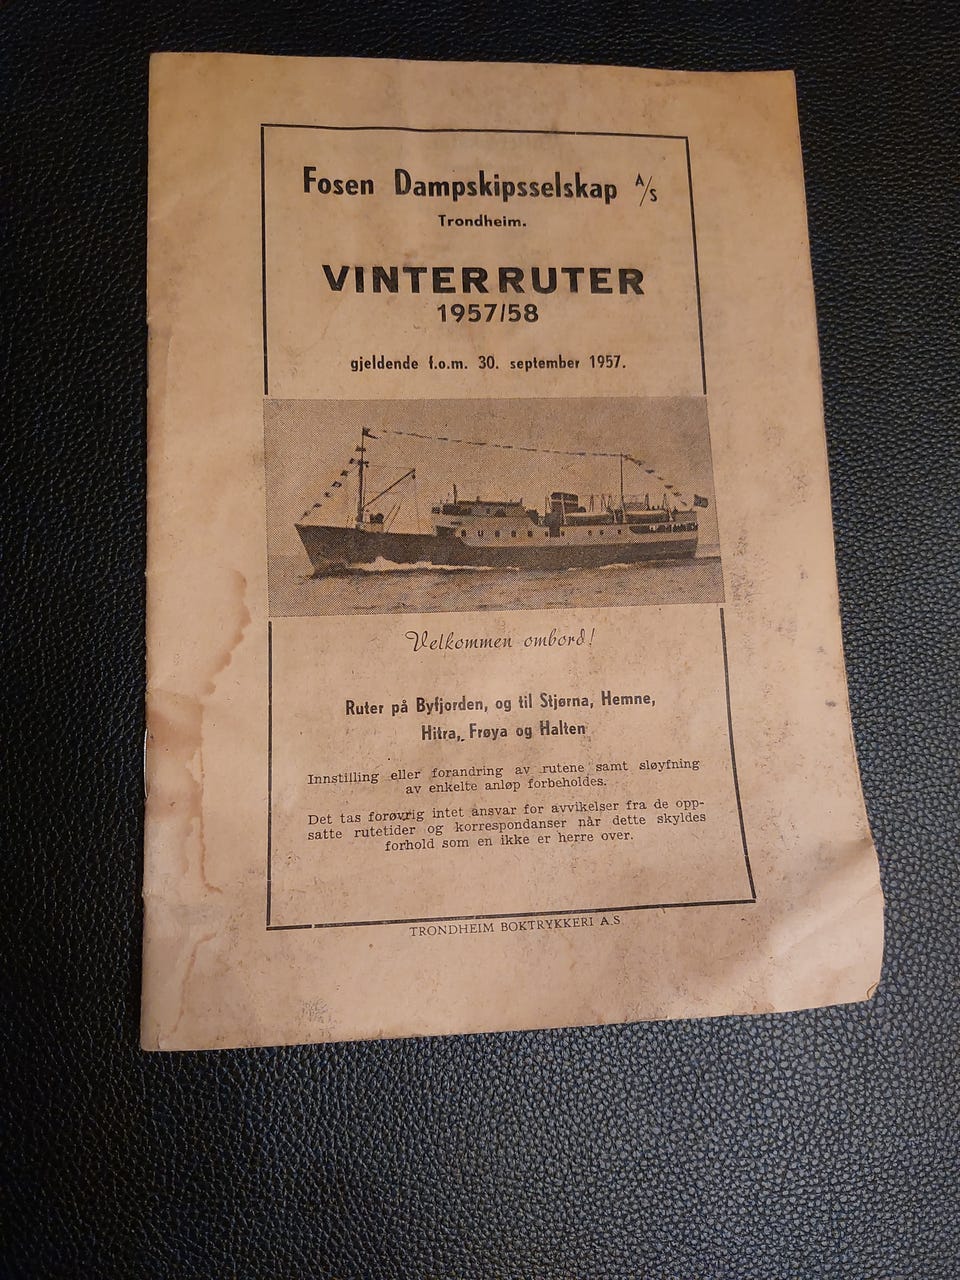 Fosen Dampskipsselskap A/S
Trondheim.
VINTERRUTER
1957/58
gjeldende f.o.m. 30. september 1957.
Velkommen ombord!
Ruter på Byfjorden, og til Stjørna, Hemne,
Hitra, Frøya og Halten
Innstilling eller forandring av rutene samt sløyfning
av enkelte anløp forbeholdes.
Det tas forøvrig intet ansvar for avvikelser fra de opp-
satte rutetider og korrespondanser når dette skyldes
forhold som en ikke er herre over.
TRONDHEIM BOKTRYKKERI A.S.